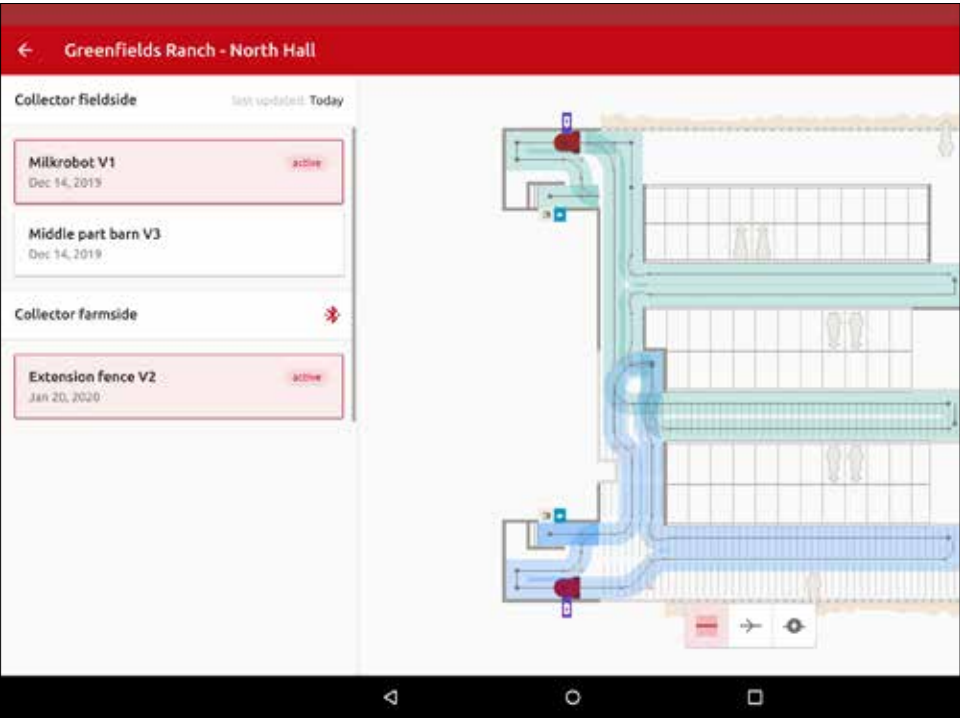 Greenfields Ranch - North Hall
Collector fieldside last updated: Today
Milkrobot V1 active
Dec 14, 2019
Middle part barn V3
Dec 14, 2019
Collector farmside
Extension fence V2 active
Jan 20, 2020